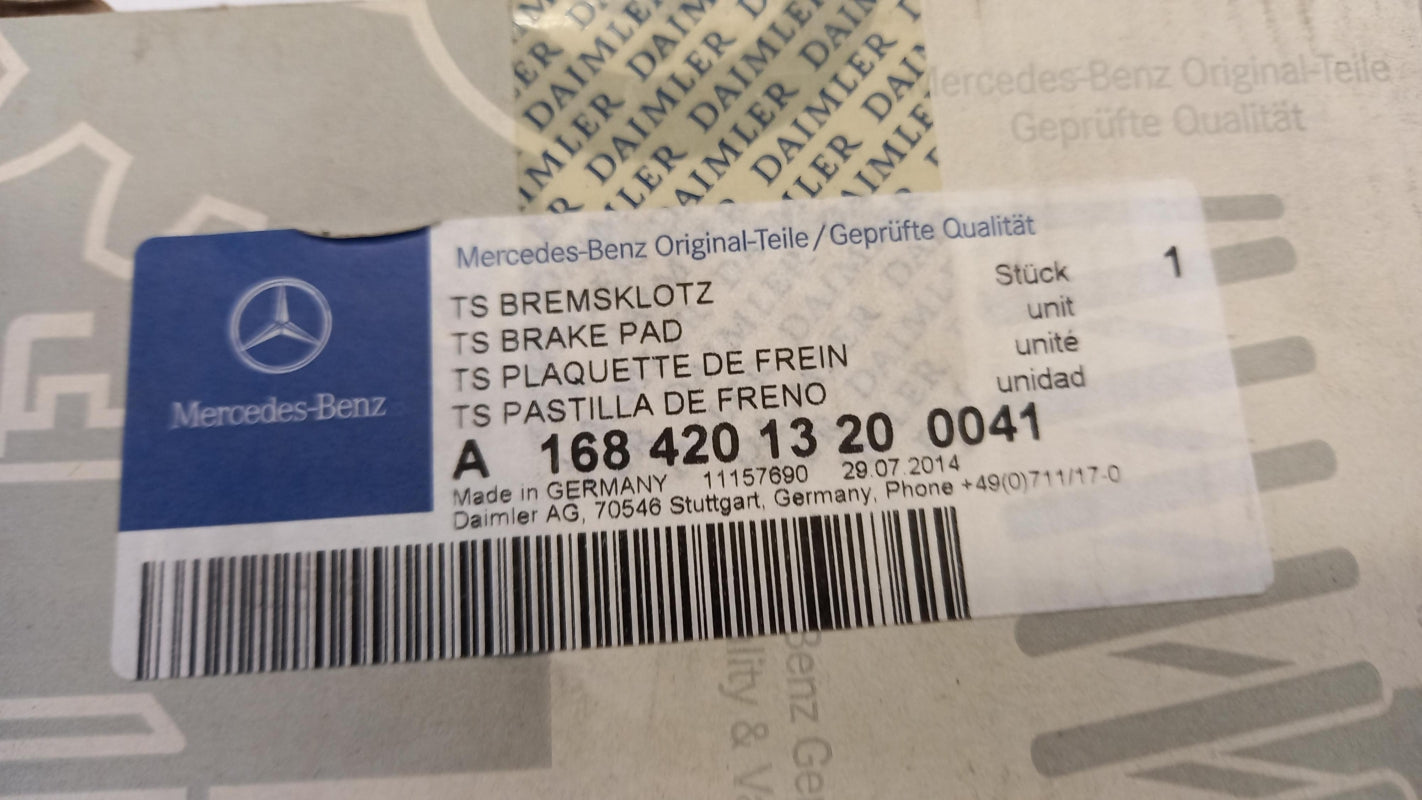 DAIMLER DAIMLER DAIMLER
Mercedes-Benz Original-Teile
Geprüfte Qualität
Mercedes-Benz
Mercedes-Benz Original-Teile/Geprüfte Qualität
TS BREMSKLOTZ
TS BRAKE PAD
TS PLAQUETTE DE FREIN
TS PASTILLA DE FRENO
Stück 1
unit
unité
unidad
A 168 420 13 20 0041
Made in GERMANY 11157690 29.07.2014
Daimler AG, 70546 Stuttgart, Germany, Phone +49(0)711/17-0